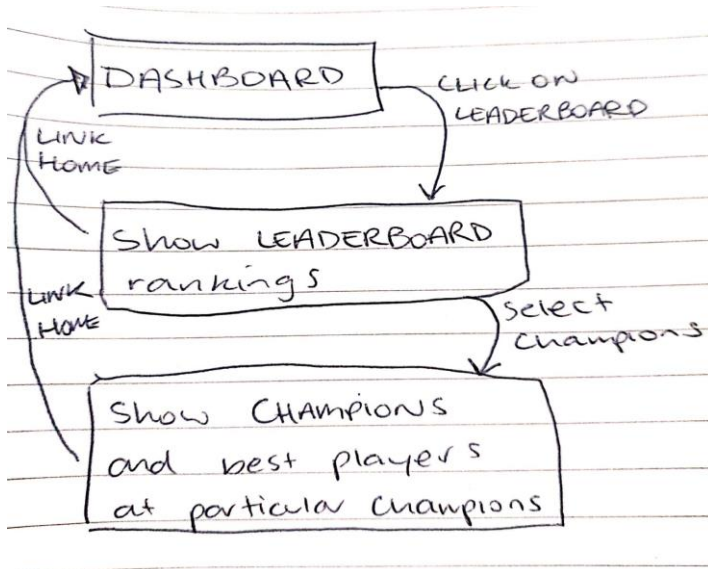 DASHBOARD
CLICK ON
LEADERBOARD
LINK
HOME
Show LEADERBOARD
rankings
LINK
HOME
select
champions
Show CHAMPIONS
and best players
at particular champions